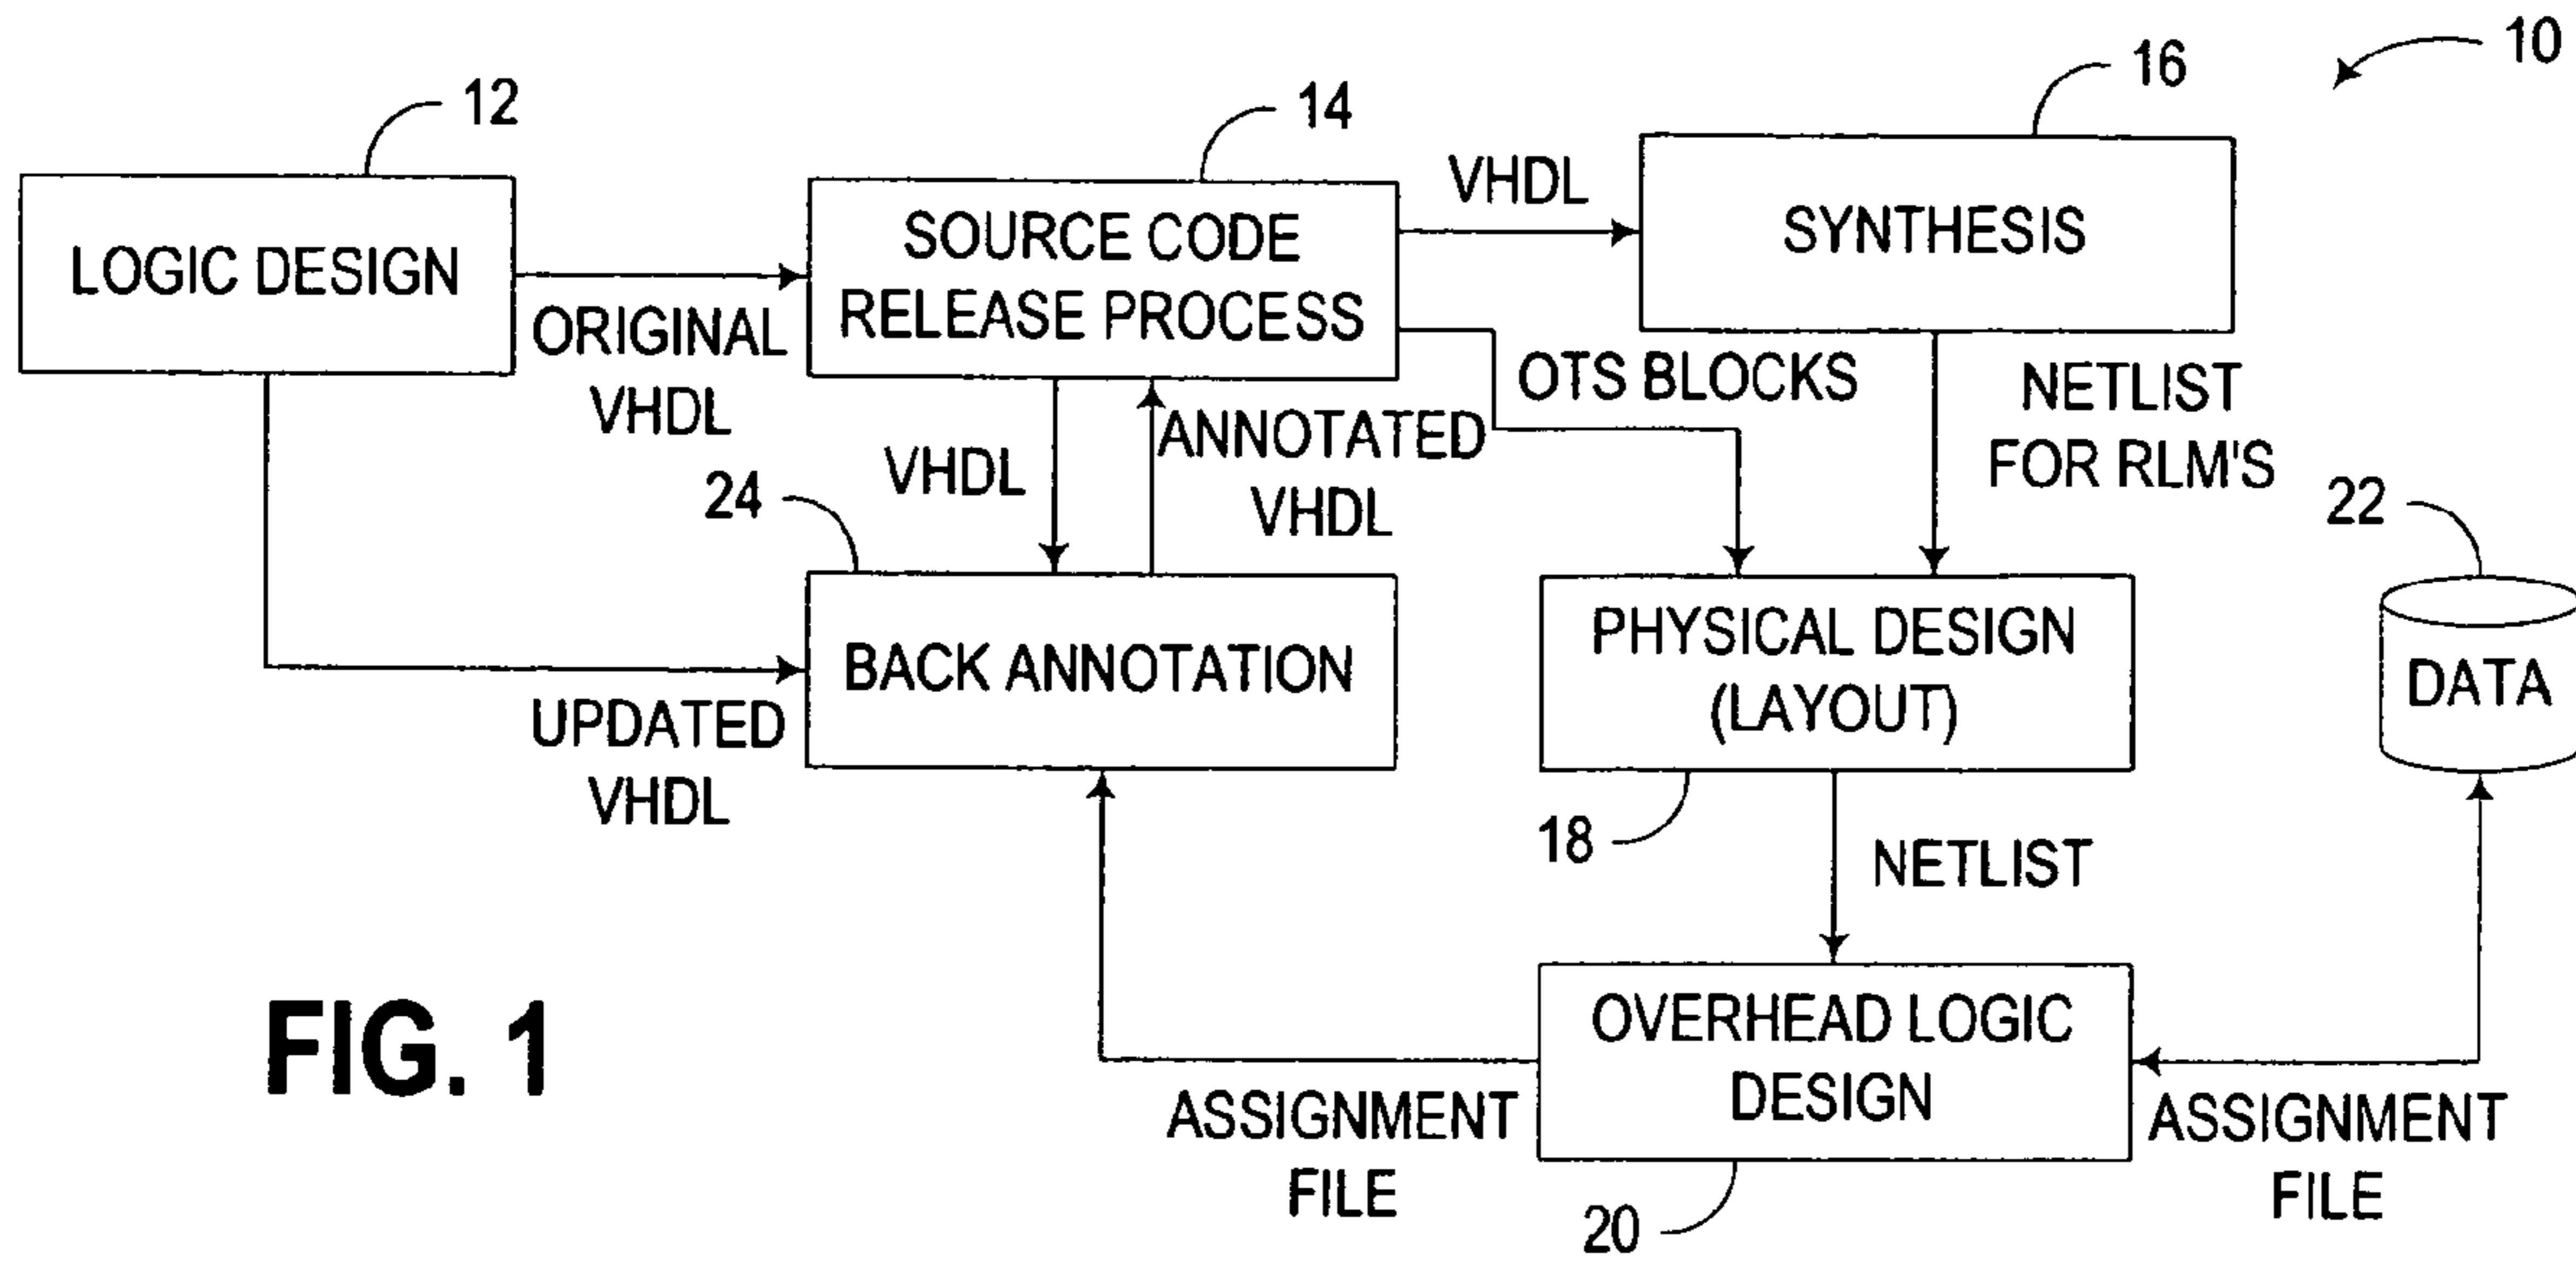 10
12
14
16
LOGIC DESIGN
ORIGINAL
VHDL
SOURCE CODE
RELEASE PROCESS
VHDL
SYNTHESIS
OTS BLOCKS
NETLIST
FOR RLM'S
VHDL
ANNOTATED
VHDL
24
22
BACK ANNOTATION
UPDATED
VHDL
PHYSICAL DESIGN
(LAYOUT)
DATA
18
NETLIST
OVERHEAD LOGIC
DESIGN
ASSIGNMENT
FILE
ASSIGNMENT
FILE
20
FIG. 1